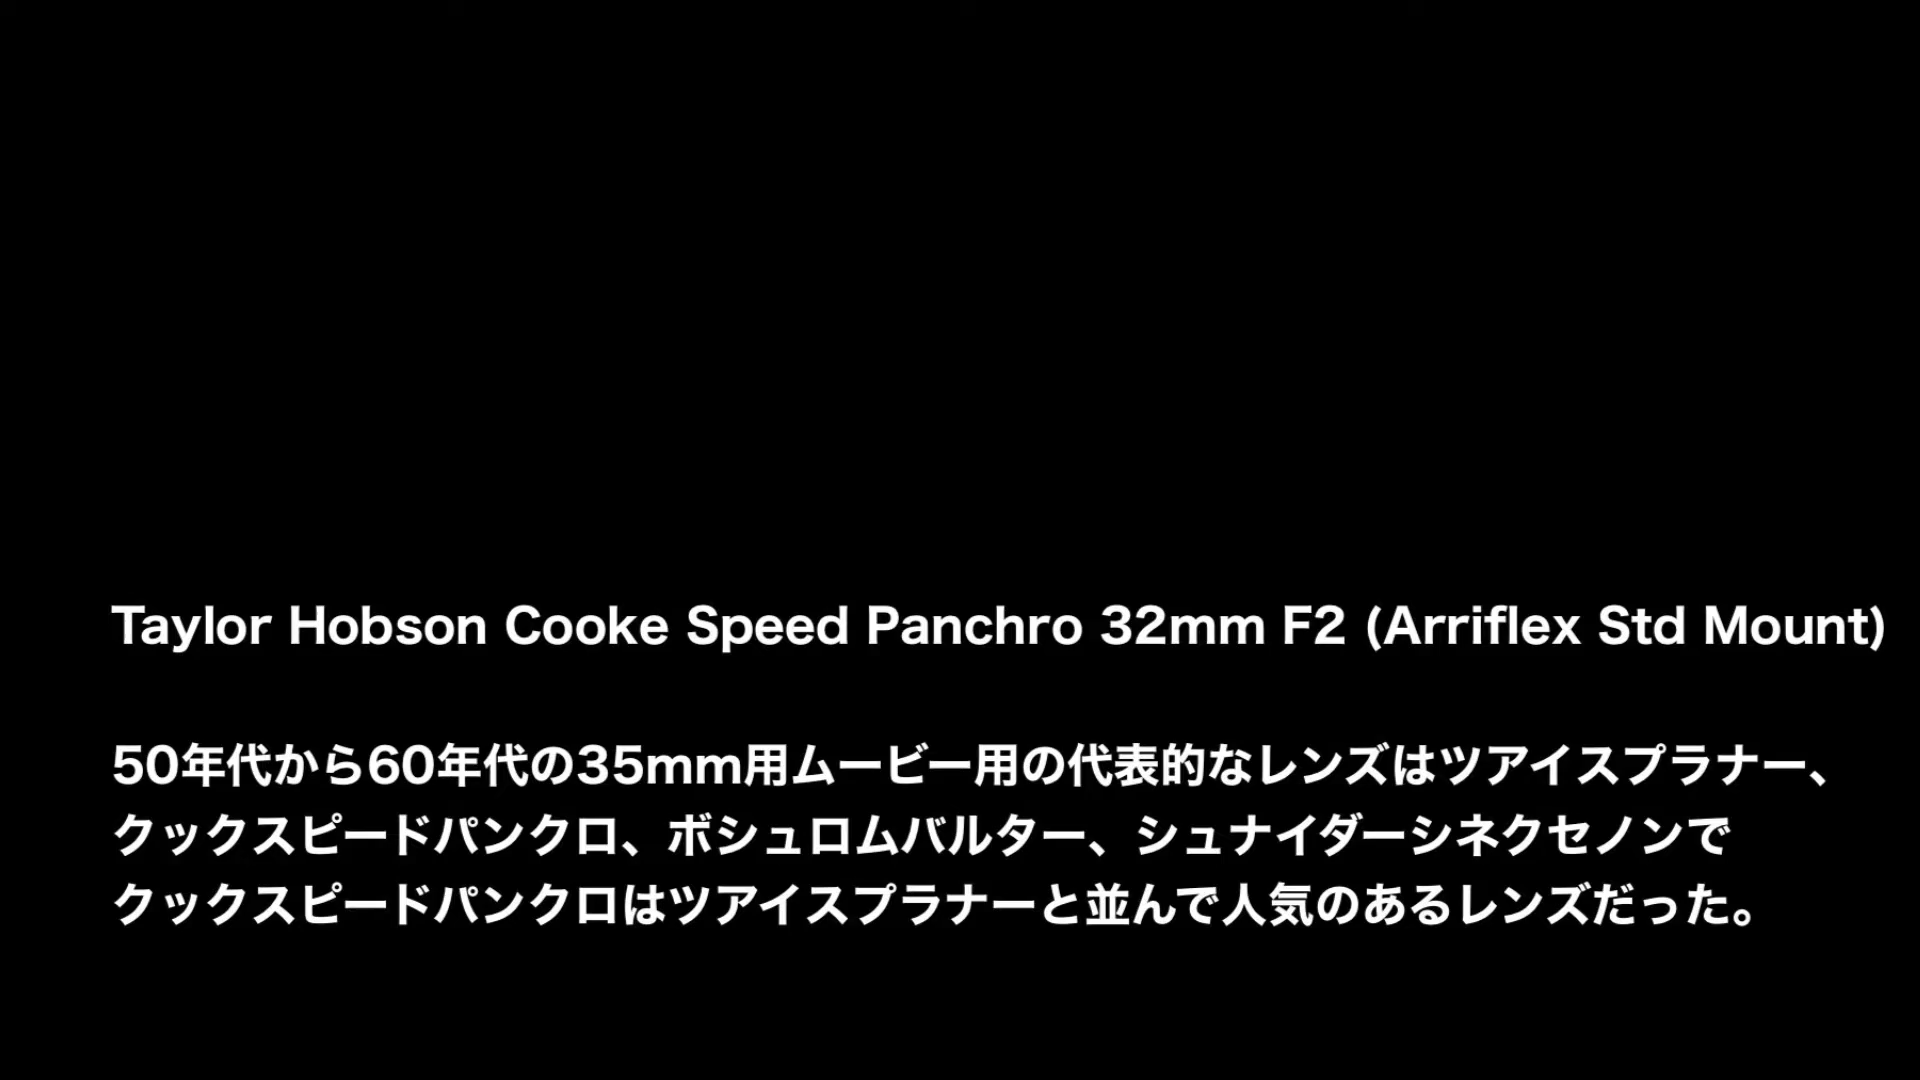 Taylor Hobson Cooke Speed Panchro 32mm F2 (Arriflex Std Mount)
50年代から60年代の35mm用ムービー用の代表的なレンズはツアイスプラナー、
クックスピードパンクロ、ボシュロムバルター、シュナイダーシネクセノンで
クックスピードパンクロはツアイスプラナーと並んで人気のあるレンズだった。